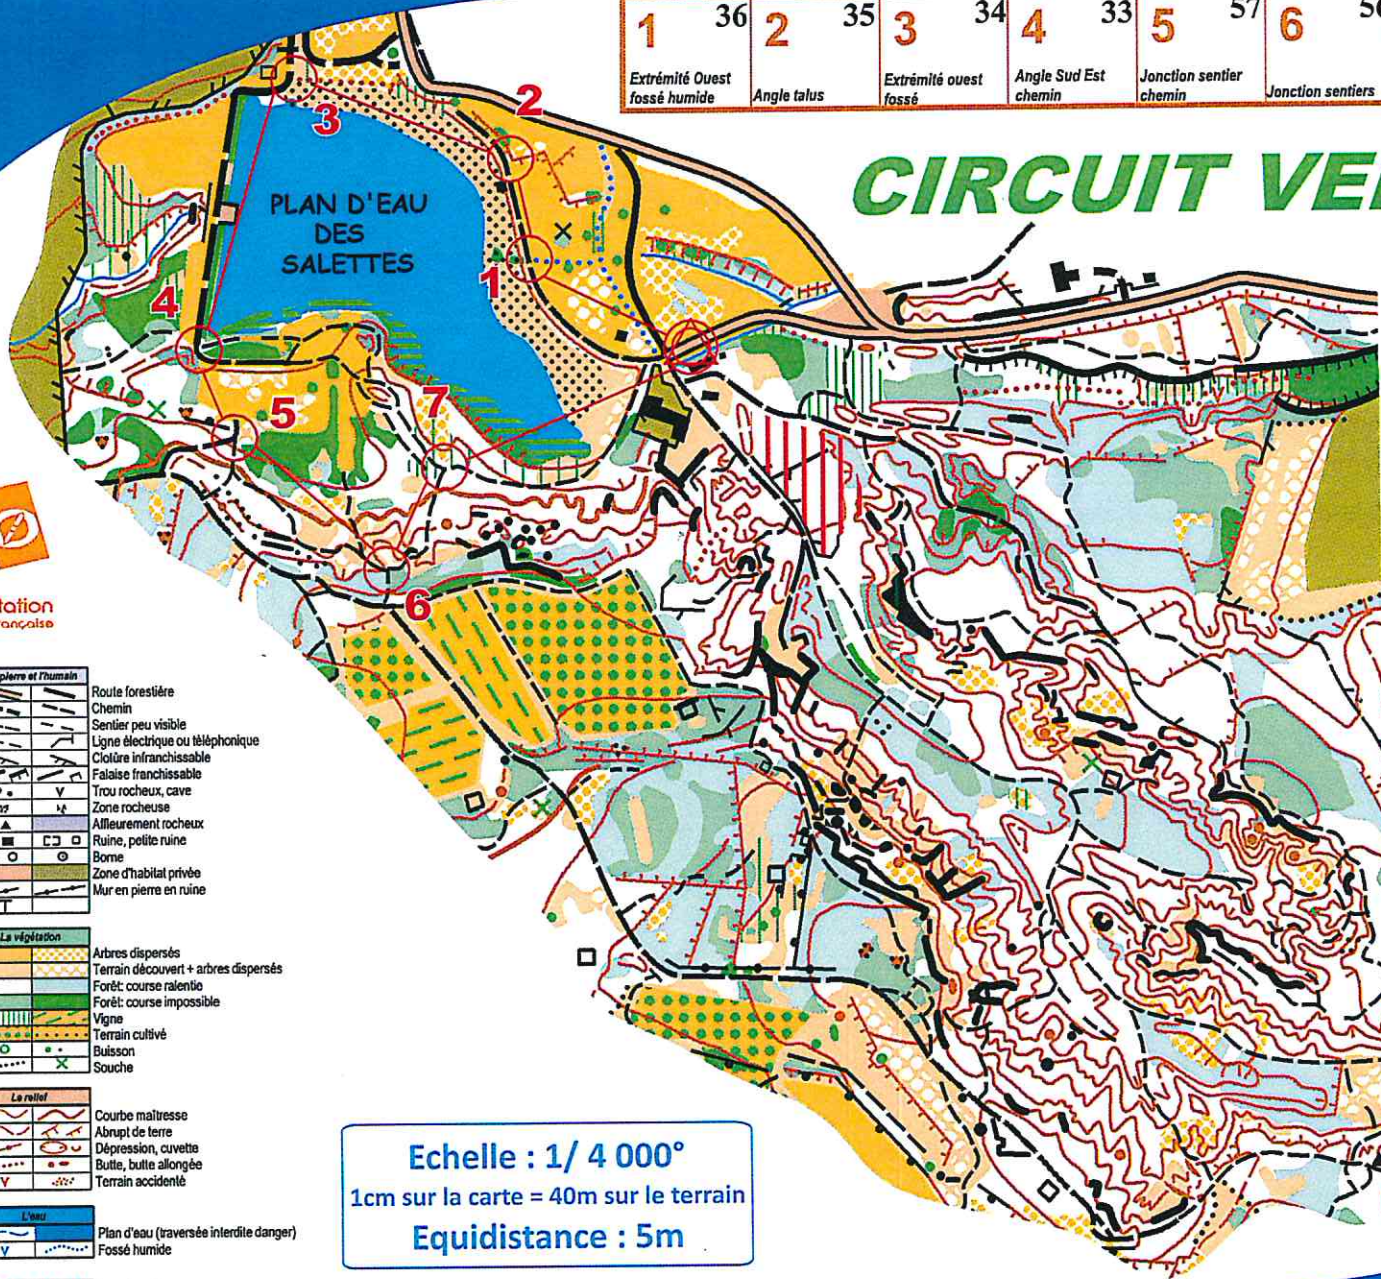 1 36 2 35 3 34 4 33 5 57 6
Extrémité Ouest
fossé humide
Angle talus
Extrémité ouest
fossé
Angle Sud Est
chemin
Jonction sentier
chemin
Jonction sentiers
CIRCUIT
PLAN D'EAU
DES
SALETTES
3
2
1
4
5
7
6
pierre et l'humain
Route forestière
Chemin
Sentier peu visible
Ligne électrique ou téléphonique
Clotûre infranchissable
Falaise franchissable
Trou rocheux, cave
Zone rocheuse
Affleurement rocheux
Ruine, petite ruine
Borne
Zone d'habitat privée
Mur en pierre en ruine
La végétation
Arbres dispersés
Terrain découvert + arbres dispersés
Forêt: course ralentie
Forêt: course impossible
Vigne
Terrain cultivé
Buisson
Souche
Le relief
Courbe maîtresse
Abrupt de terre
Dépression, cuvette
Butte, butte allongée
Terrain accidenté
L'eau
Plan d'eau (traversée interdite danger)
Fossé humide
Echelle : 1/ 4 000°
1cm sur la carte = 40m sur le terrain
Equidistance : 5m